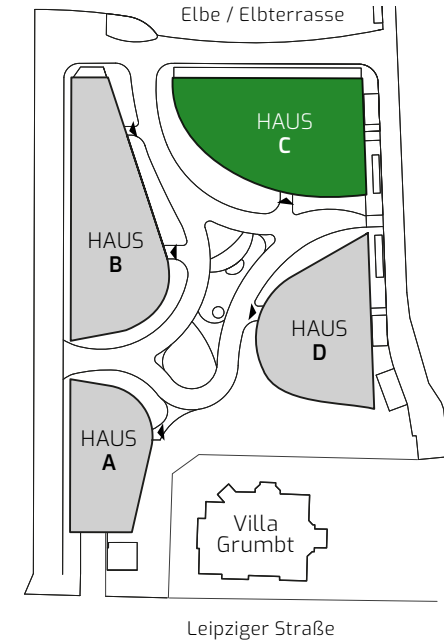 Elbe / Elbterrasse
HAUS
C
HAUS
B
HAUS
D
HAUS
A
Villa
Grumbt
Leipziger Straße